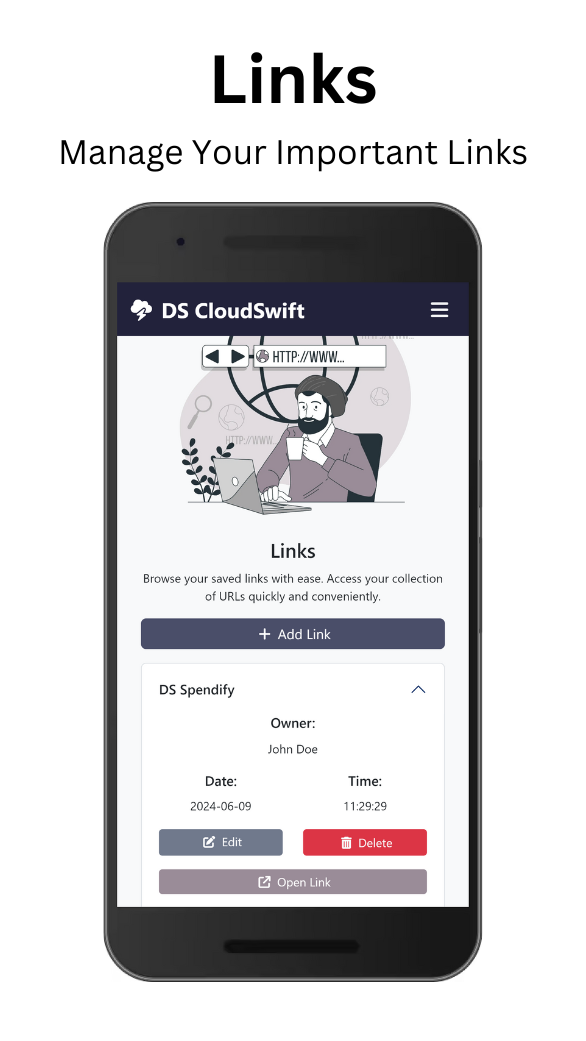 Links
Manage Your Important Links
DS CloudSwift
HTTP://WWW...
HTTP://WWW...
Links
Browse your saved links with ease. Access your collection
of URLs quickly and conveniently.
+ Add Link
DS Spendify
Owner:
John Doe
Date: Time:
2024-06-09 11:29:29
Edit Delete
Open Link